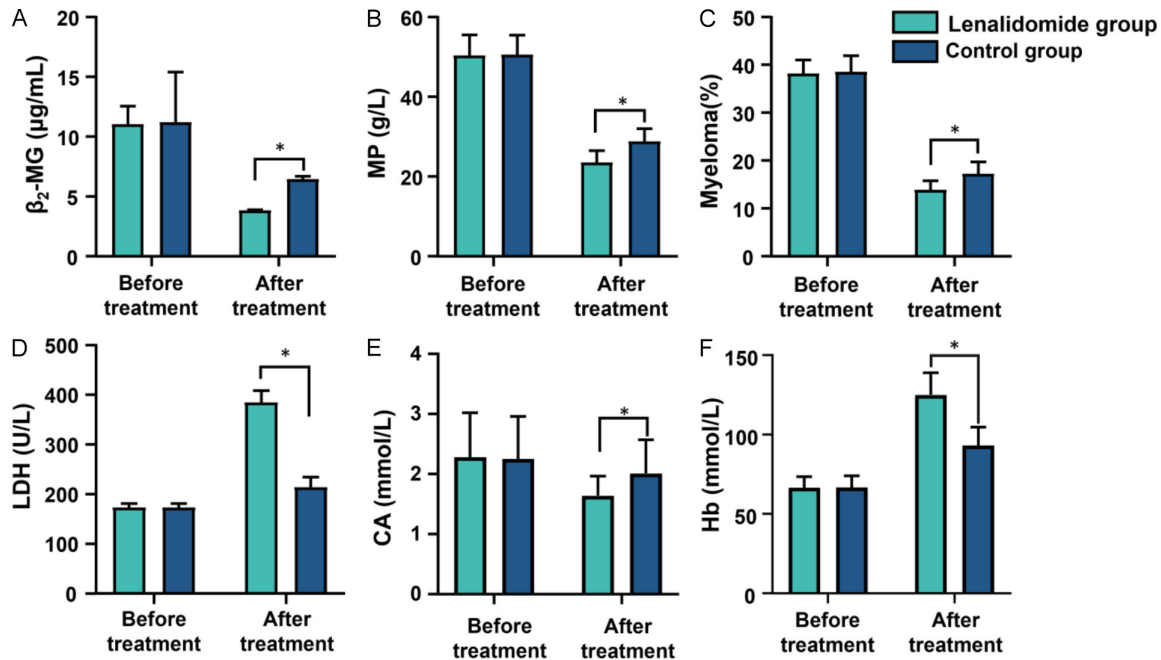 A
β₂-MG (µg/mL)
20
15
10
5
0
*
Before treatment
After treatment
B
MP (g/L)
60
40
20
0
*
Before treatment
After treatment
C
Myeloma(%)
50
40
30
20
10
0
*
Before treatment
After treatment
Lenalidomide group
Control group
D
LDH (U/L)
500
400
300
200
100
0
*
Before treatment
After treatment
E
CA (mmol/L)
4
3
2
1
0
*
Before treatment
After treatment
F
Hb (mmol/L)
150
100
50
0
*
Before treatment
After treatment